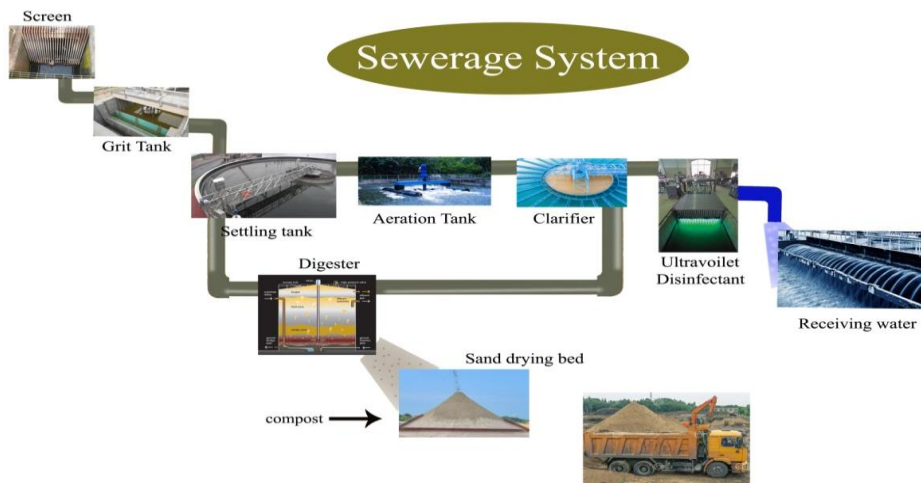 Screen
Sewerage System
Grit Tank
Settling tank
Aeration Tank
Clarifier
Ultravoilet
Disinfectant
Digester
Receiving water
Sand drying bed
compost